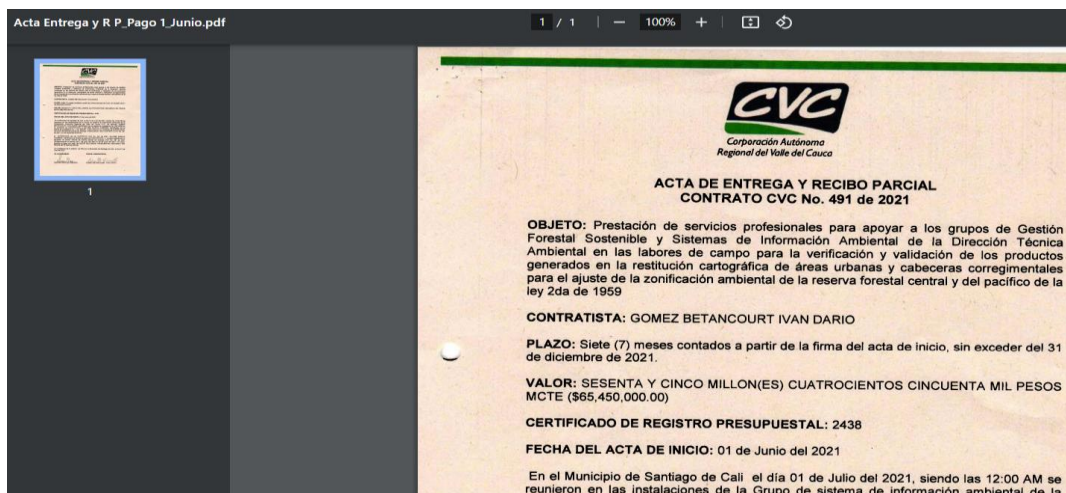 Acta Entrega y R P_Pago 1_Junio.pdf
1 / 1
100%
1
CVC
Corporación Autónoma
Regional del Valle del Cauca
ACTA DE ENTREGA Y RECIBO PARCIAL
CONTRATO CVC No. 491 de 2021
OBJETO: Prestación de servicios profesionales para apoyar a los grupos de Gestión
Forestal Sostenible y Sistemas de Información Ambiental de la Dirección Técnica
Ambiental en las labores de campo para la verificación y validación de los productos
generados en la restitución cartográfica de áreas urbanas y cabeceras corregimentales
para el ajuste de la zonificación ambiental de la reserva forestal central y del pacífico de la
ley 2da de 1959
CONTRATISTA: GOMEZ BETANCOURT IVAN DARIO
PLAZO: Siete (7) meses contados a partir de la firma del acta de inicio, sin exceder del 31
de diciembre de 2021.
VALOR: SESENTA Y CINCO MILLON(ES) CUATROCIENTOS CINCUENTA MIL PESOS
MCTE ($65,450,000.00)
CERTIFICADO DE REGISTRO PRESUPUESTAL: 2438
FECHA DEL ACTA DE INICIO: 01 de Junio del 2021
En el Municipio de Santiago de Cali el día 01 de Julio del 2021, siendo las 12:00 AM se
reunieron en las instalaciones de la Grupo de sistema de información ambiental de la